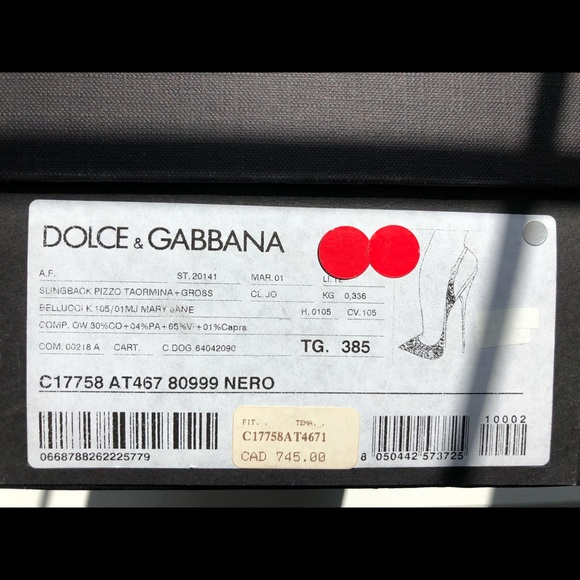 DOLCE & GABBANA
A.F. ST. 20141 MAR. 01
SLINGBACK PIZZO TAORMINA+GROSS CL. JO KG 0,336
BELLUCCI K 105/01MJ MARY JANE H. 0105 CV. 105
COMP. OW 30%CO+04%PA+65%VI+01%Capra
COM. 00218 A CART. C.DOG. 64042090 TG. 385
C17758 AT467 80999 NERO
0668788262225779
FIT. . TEMA. .
C17758AT4671
CAD 745.00
10002
8 050442 573725